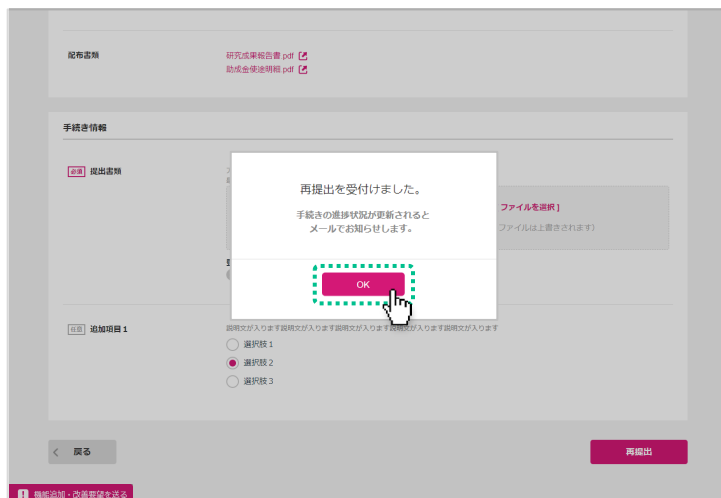 配布書類
研究成果報告書.pdf
助成金使途明細.pdf
手続き情報
必須 提出書類
再提出を受付けました。
手続きの進捗状況が更新されると
メールでお知らせします。
ファイルを選択 ]
ファイルは上書きされます）
OK
任意 追加項目1
説明文が入ります説明文が入ります説明文が入ります説明文が入ります説明文が入ります
選択肢1
選択肢2
選択肢3
戻る
再提出
機能追加・改善要望を送る